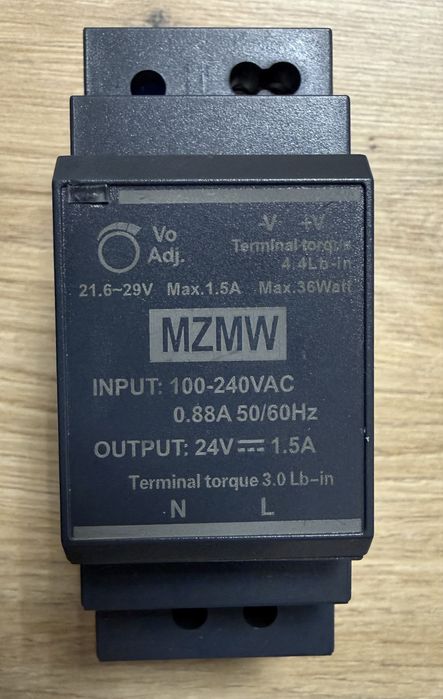 Vo
Adj.
-V +V
Terminal torque
4.4Lb-in
21.6~29V Max.1.5A Max.36Watt
MZMW
INPUT: 100-240VAC
0.88A 50/60Hz
OUTPUT: 24V⎓1.5A
Terminal torque 3.0 Lb-in
N L